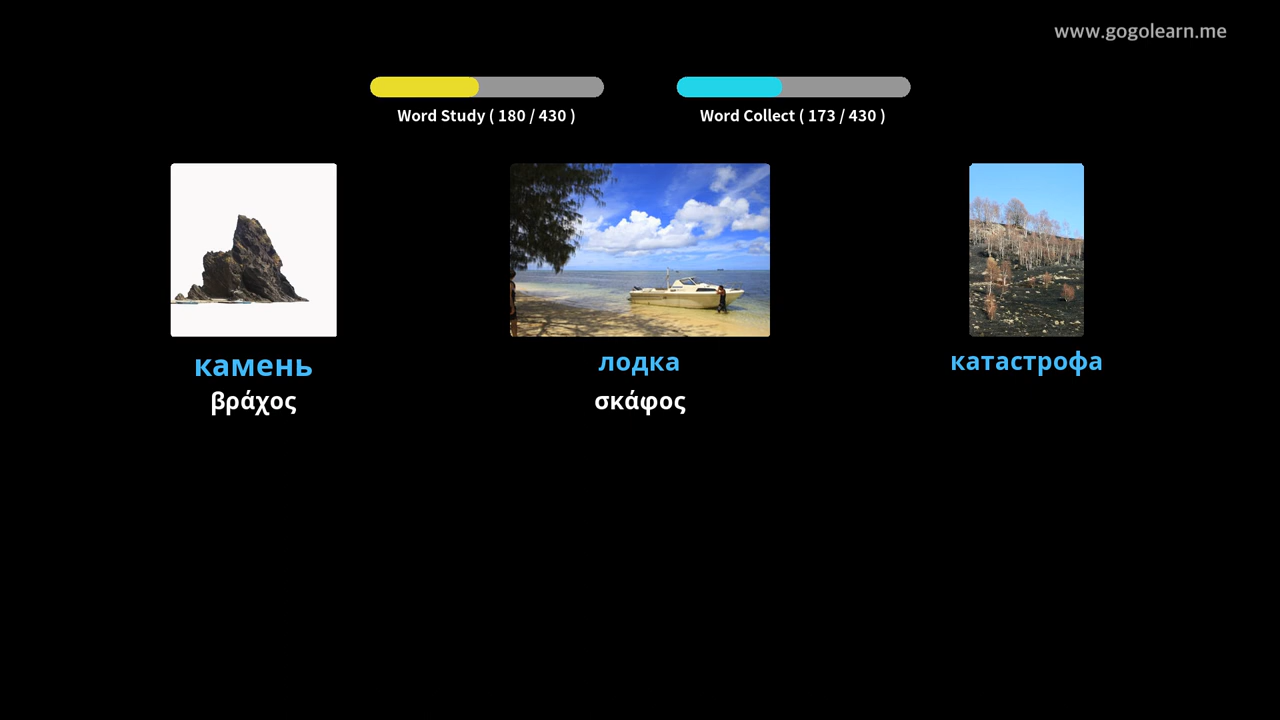 www.gogolearn.me
Word Study ( 180 / 430 )
Word Collect ( 173 / 430 )
камень
βράχος
лодка
σκάφος
катастрофа